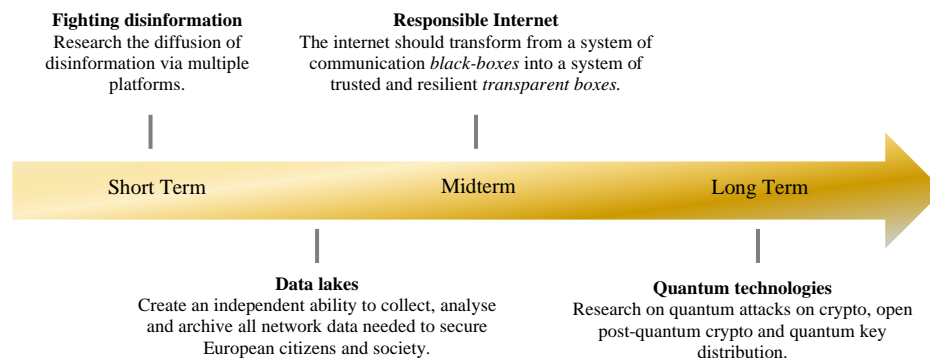 Fighting disinformation
Research the diffusion of
disinformation via multiple
platforms.
Responsible Internet
The internet should transform from a system of
communication black-boxes into a system of
trusted and resilient transparent boxes.
Short Term
Midterm
Long Term
Data lakes
Create an independent ability to collect, analyse
and archive all network data needed to secure
European citizens and society.
Quantum technologies
Research on quantum attacks on crypto, open
post-quantum crypto and quantum key
distribution.